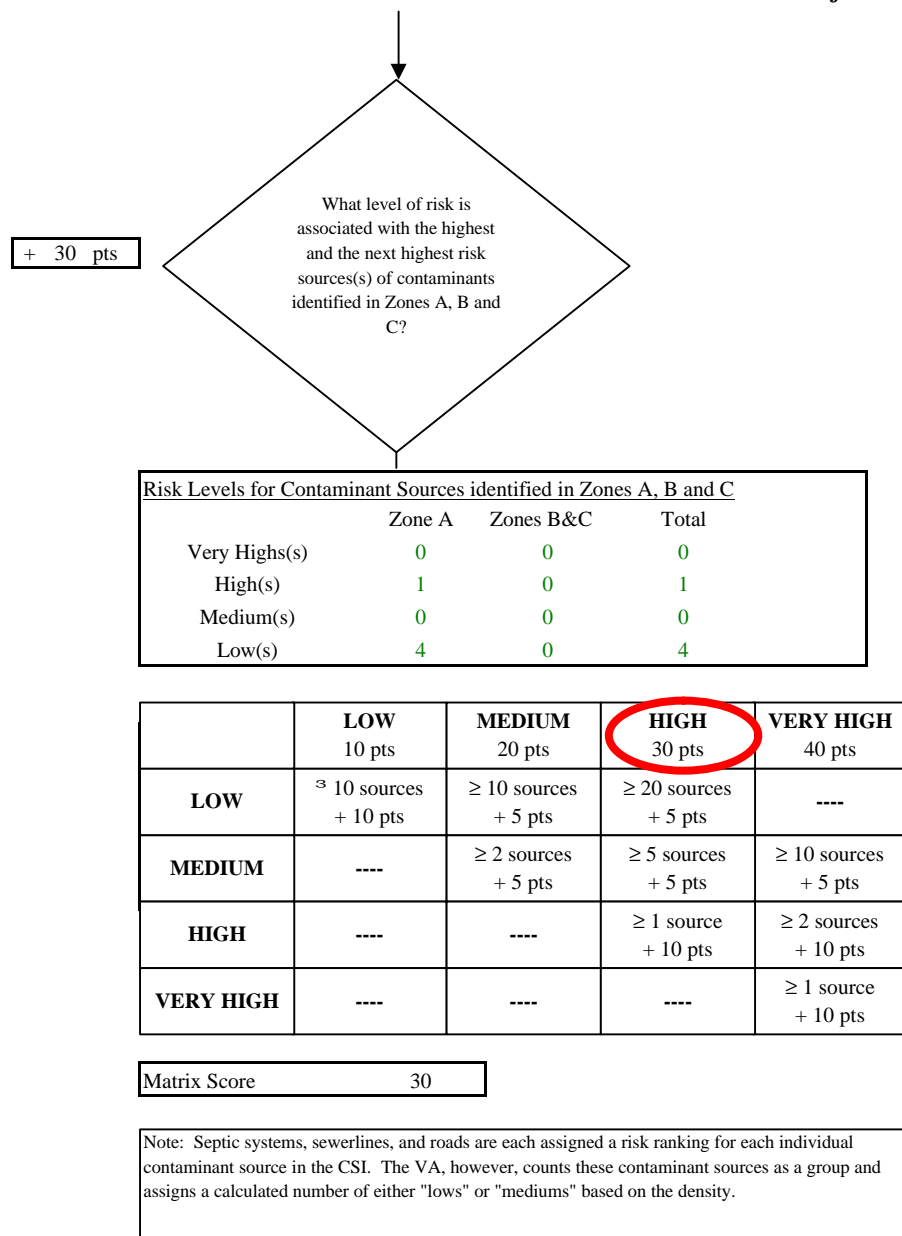 What level of risk is
associated with the highest
and the next highest risk
sources(s) of contaminants
identified in Zones A, B and
C?
+ 30 pts
Risk Levels for Contaminant Sources identified in Zones A, B and C
Zone A Zones B&C Total
Very Highs(s) 0 0 0
High(s) 1 0 1
Medium(s) 0 0 0
Low(s) 4 0 4
LOW MEDIUM HIGH VERY HIGH
10 pts 20 pts 30 pts 40 pts
LOW ³ 10 sources ≥ 10 sources ≥ 20 sources ----
+ 10 pts + 5 pts + 5 pts
MEDIUM ---- ≥ 2 sources ≥ 5 sources ≥ 10 sources
+ 5 pts + 5 pts + 5 pts
HIGH ---- ---- ≥ 1 source ≥ 2 sources
+ 10 pts + 10 pts
VERY HIGH ---- ---- ---- ≥ 1 source
+ 10 pts
Matrix Score 30
Note: Septic systems, sewerlines, and roads are each assigned a risk ranking for each individual
contaminant source in the CSI. The VA, however, counts these contaminant sources as a group and
assigns a calculated number of either "lows" or "mediums" based on the density.